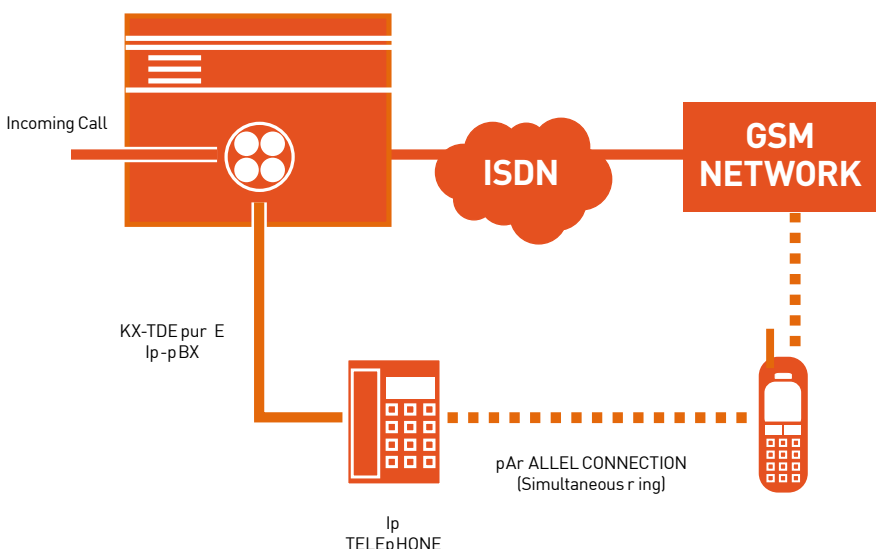 Incoming Call
ISDN
GSM
NETWORK
KX-TDE pur E
Ip-pBX
pAr ALLEL CONNECTION
(Simultaneous r ing)
Ip
TELEpHONE